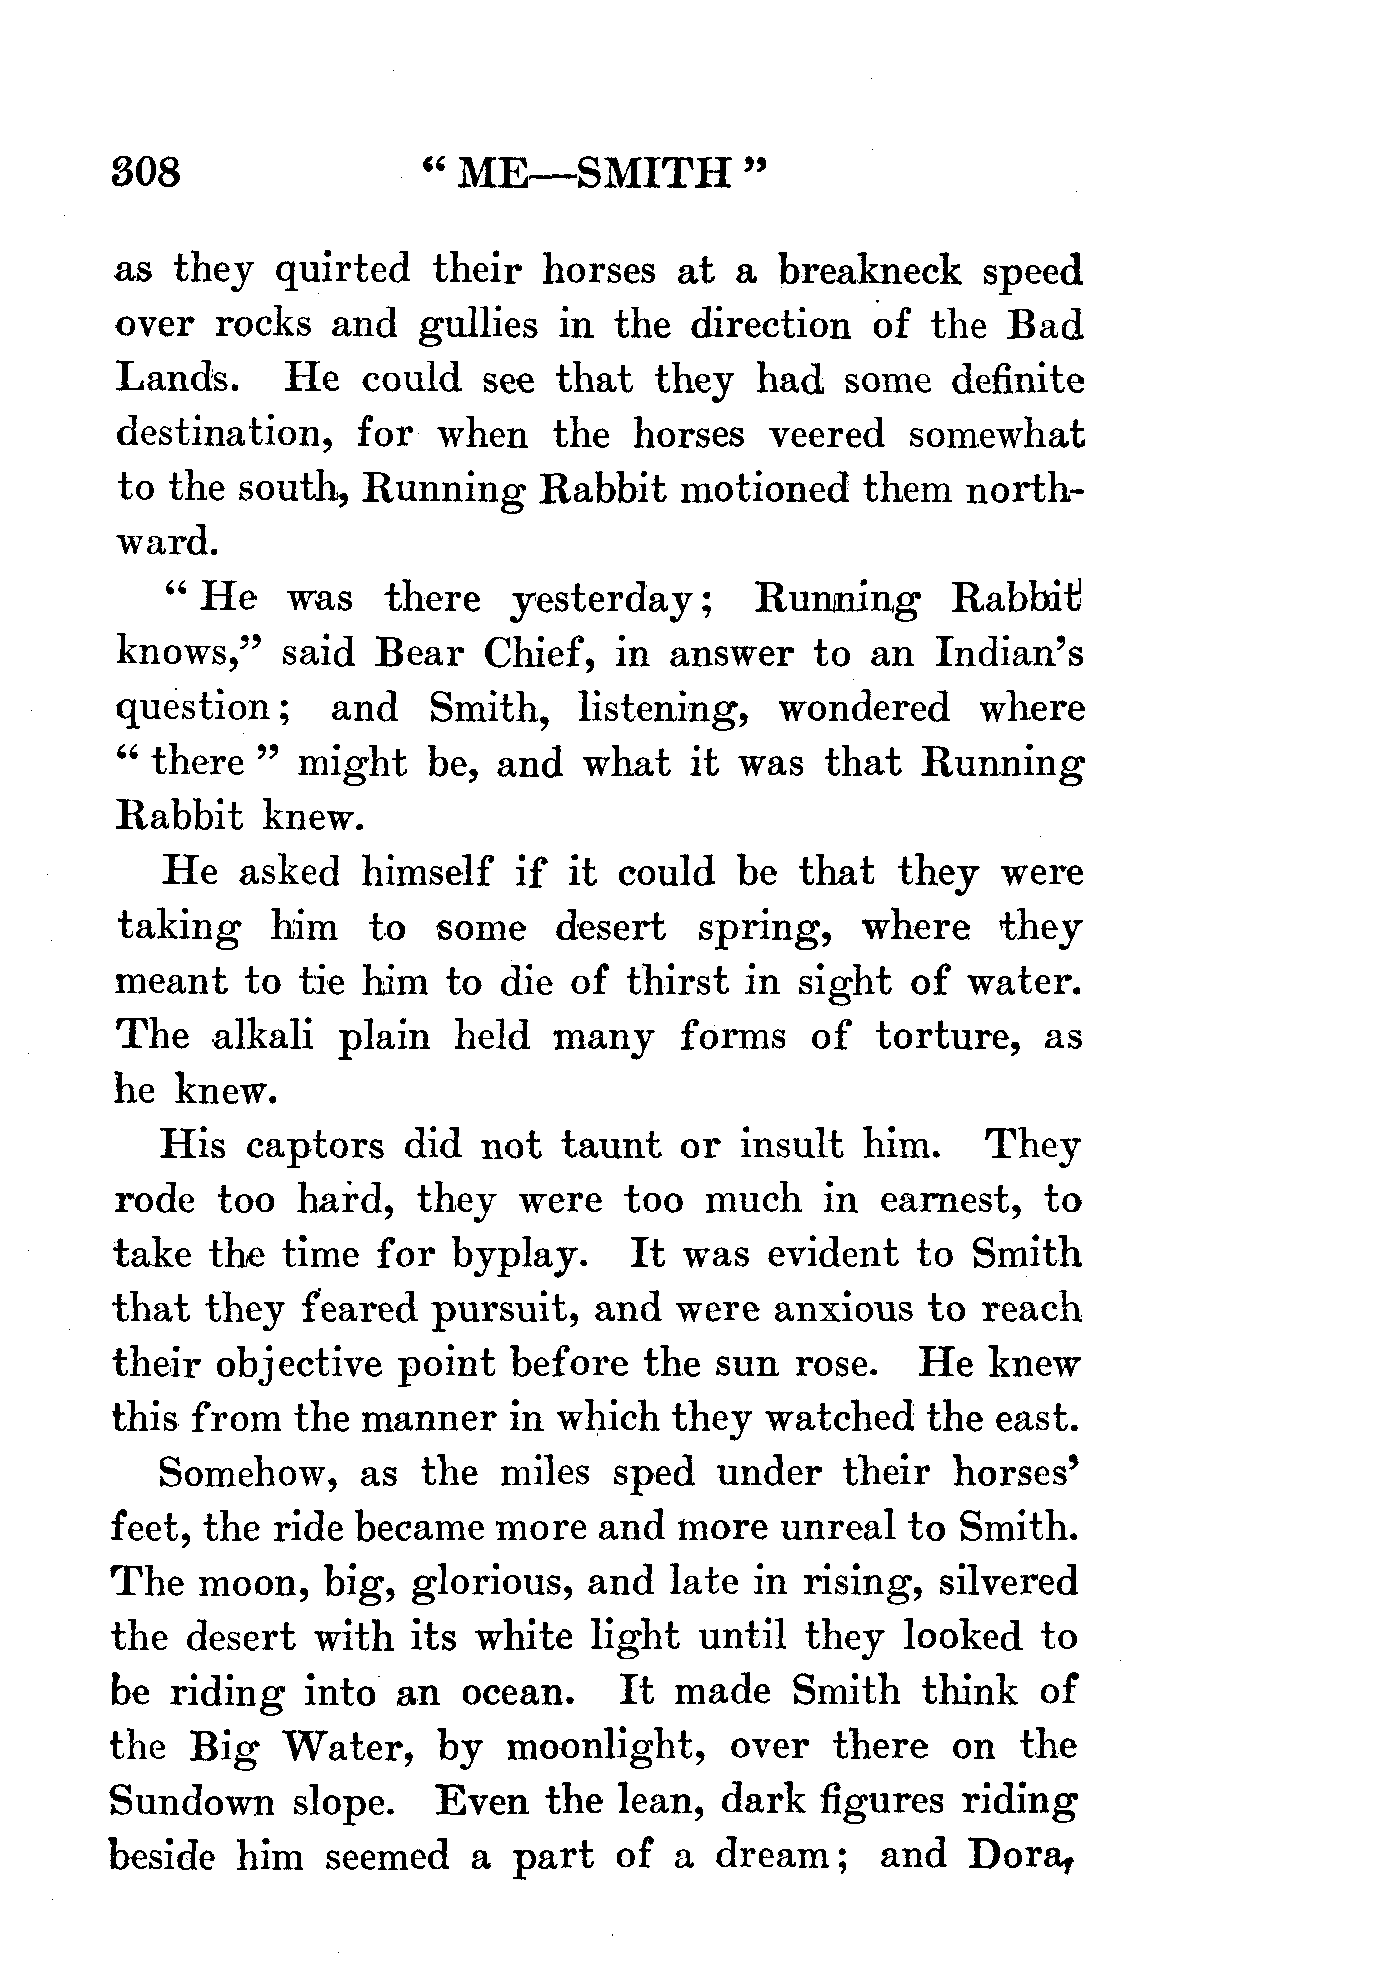 308 “ ME—SMITH ”
as they quirted their horses at a breakneck speed
over rocks and gullies in the direction of the Bad
Lands. He could see that they had some definite
destination, for when the horses veered somewhat
to the south, Running Rabbit motioned them north-
ward.
“ He was there yesterday; Running Rabbit
knows,” said Bear Chief, in answer to an Indian’s
question; and Smith, listening, wondered where
“ there ” might be, and what it was that Running
Rabbit knew.
He asked himself if it could be that they were
taking him to some desert spring, where they
meant to tie him to die of thirst in sight of water.
The alkali plain held many forms of torture, as
he knew.
His captors did not taunt or insult him. They
rode too hard, they were too much in earnest, to
take the time for byplay. It was evident to Smith
that they feared pursuit, and were anxious to reach
their objective point before the sun rose. He knew
this from the manner in which they watched the east.
Somehow, as the miles sped under their horses’
feet, the ride became more and more unreal to Smith.
The moon, big, glorious, and late in rising, silvered
the desert with its white light until they looked to
be riding into an ocean. It made Smith think of
the Big Water, by moonlight, over there on the
Sundown slope. Even the lean, dark figures riding
beside him seemed a part of a dream; and Dora,